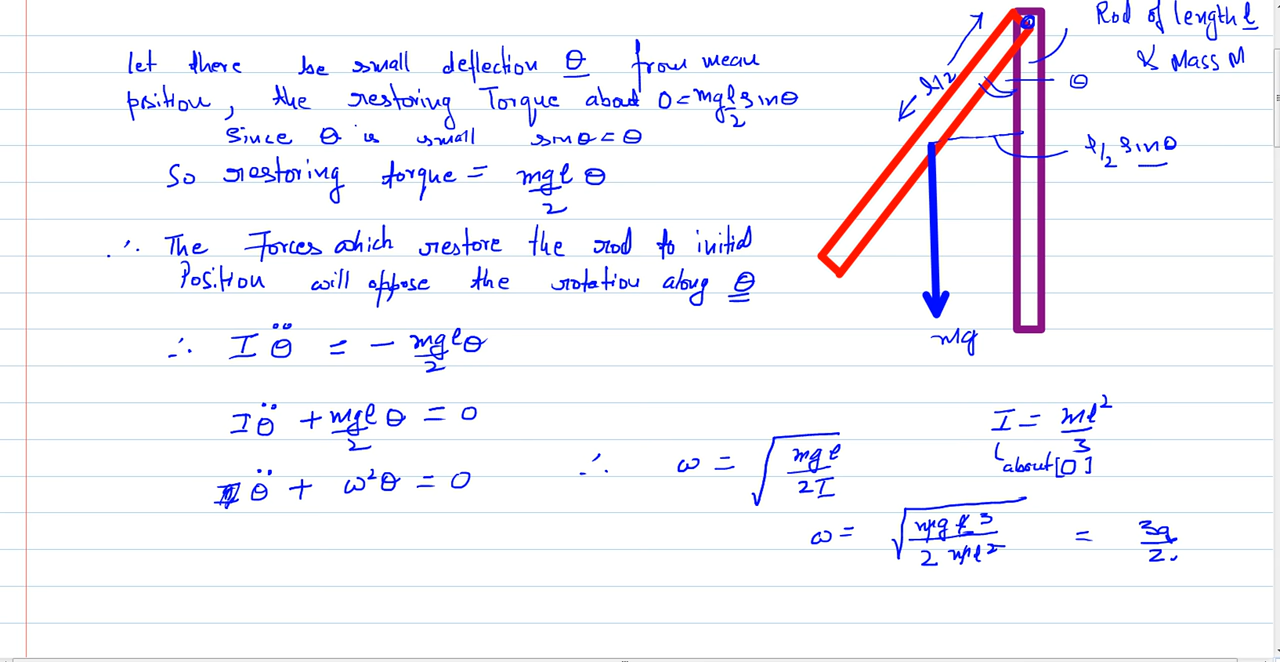 let there be small deflection θ from mean
position, the restoring Torque about O = mgl/2 sinθ
Since θ is small sinθ = θ
So restoring torque = mgl/2 θ
∴ The Forces which restore the rod to initial
Position will oppose the rotation along θ
∴ I θ̈ = - mglθ/2
I θ̈ + mgl/2 θ = 0
θ̈ + ω²θ = 0
∴ ω = √(mgl/2I)
I = ml²/3
about [O]
ω = √(mgl3/2ml²) = 3g/2
Rod of length l
& Mass M
O
l/2
θ
l/2 sinθ
Mg